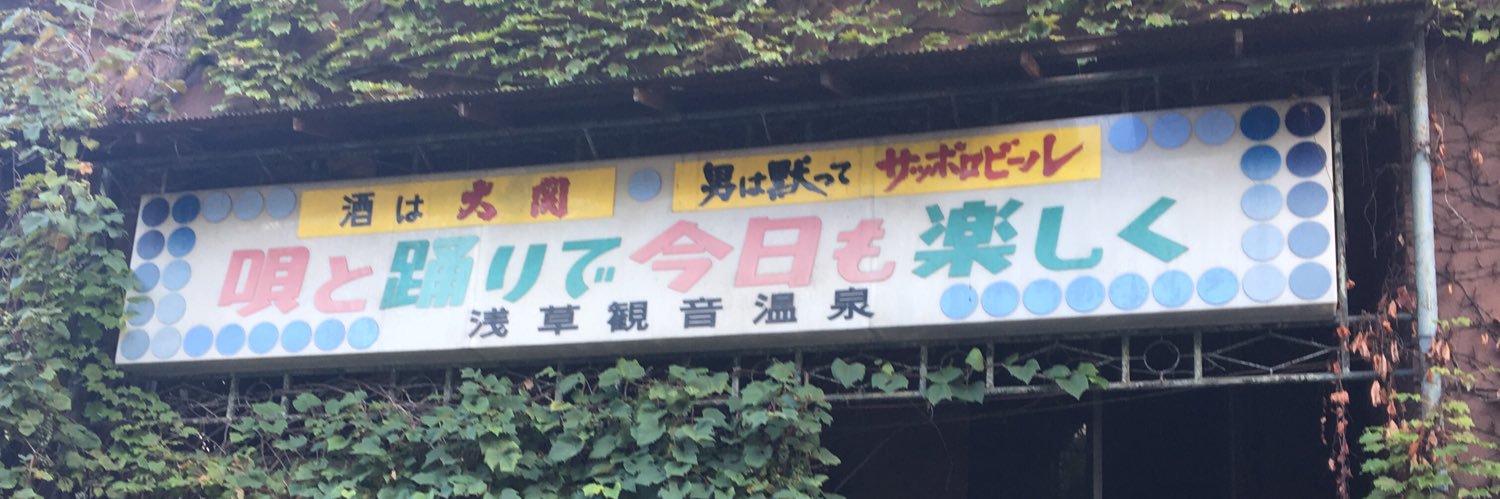 酒は大関
男は黙ってサッポロビール
唄と踊りで今日も楽しく
浅草観音温泉